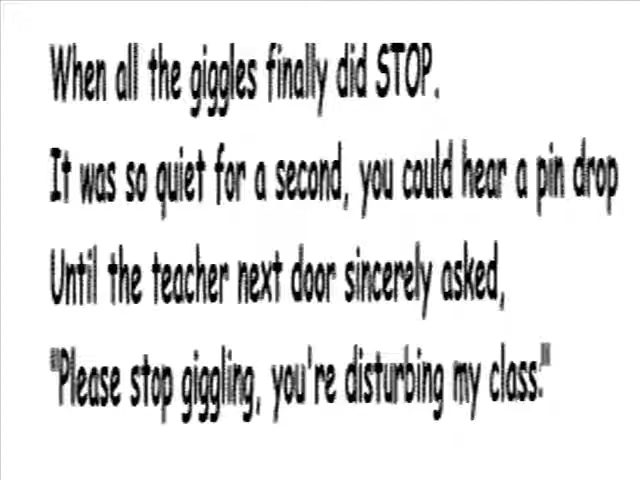 When all the giggles finally did STOP.
It was so quiet for a second, you could hear a pin drop
Until the teacher next door sincerely asked,
"Please stop giggling, you're disturbing my class."